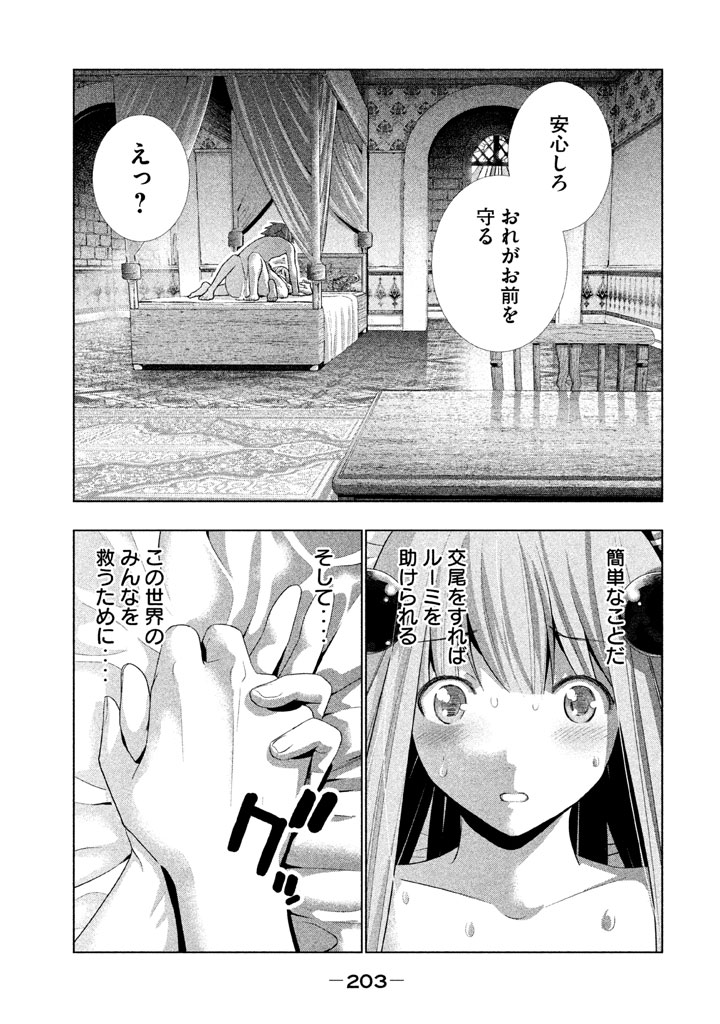 安心しろ
おれがお前を
守る
えっ？
簡単なことだ
交尾をすれば
ルーミを
助けられる
そして‥‥
この世界の
みんなを
救うために‥‥
グッ
－203－